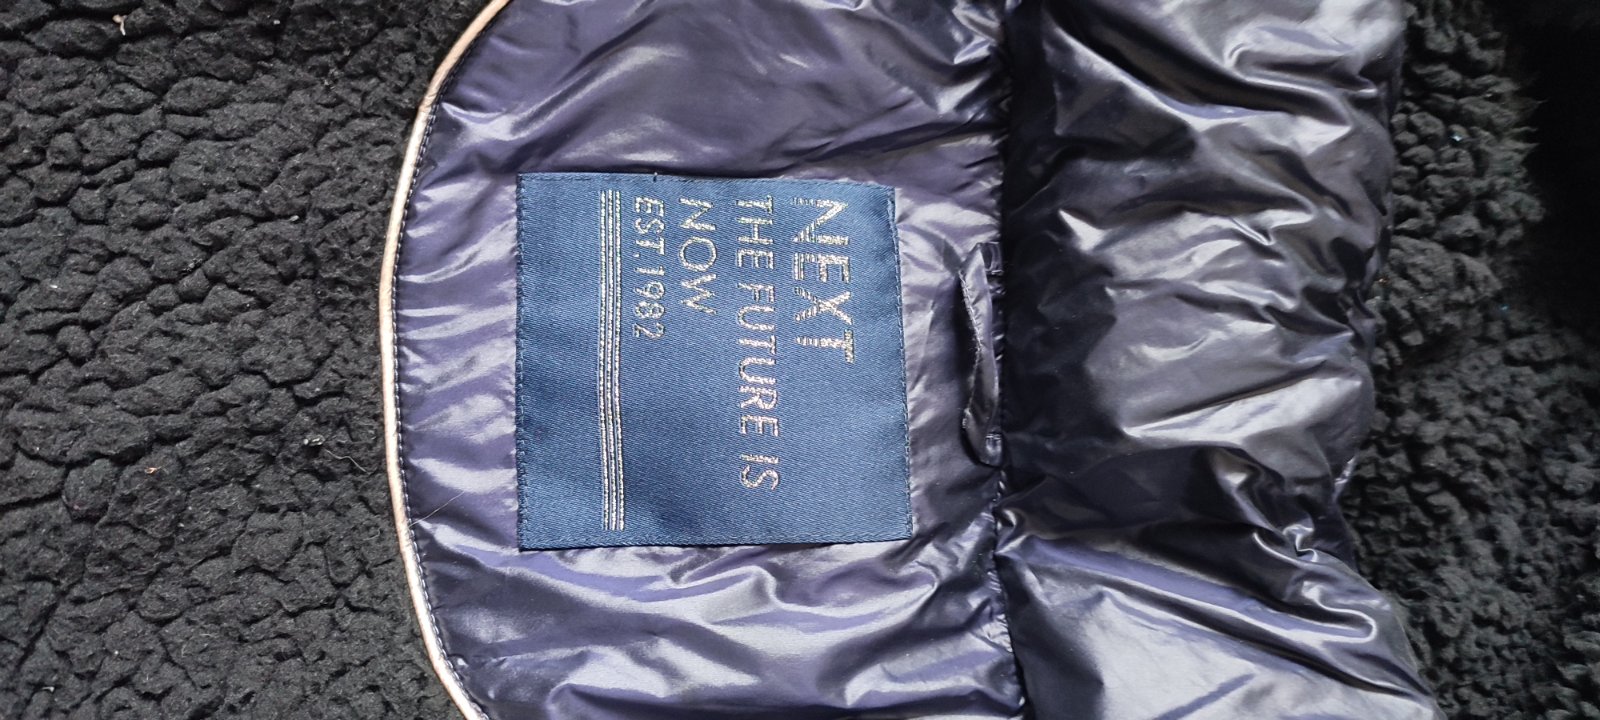 NEXT
THE FUTURE IS
NOW
EST.1982